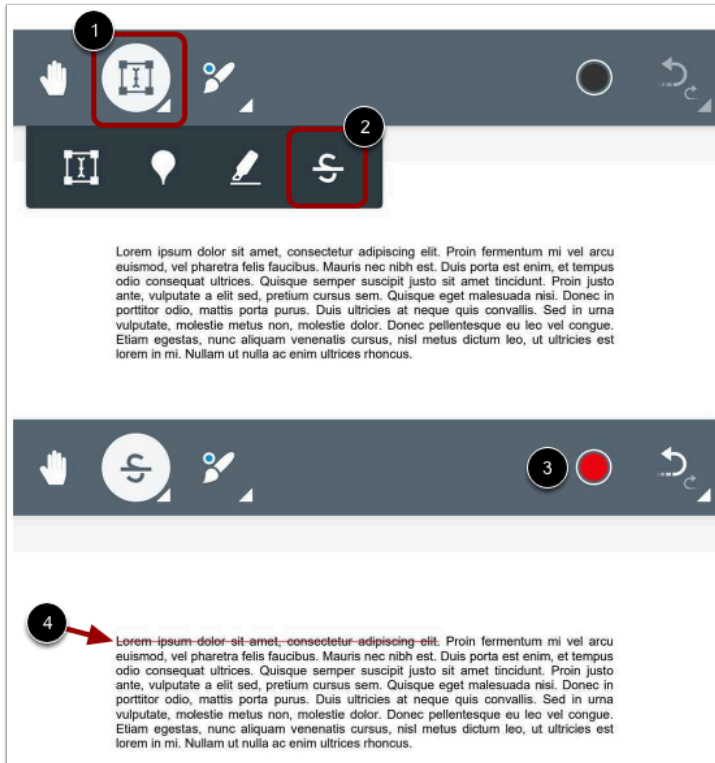 1
2
Lorem ipsum dolor sit amet, consectetur adipiscing elit. Proin fermentum mi vel arcu
euismod, vel pharetra felis faucibus. Mauris nec nibh est. Duis porta est enim, et tempus
odio consequat ultrices. Quisque semper suscipit justo sit amet tincidunt. Proin justo
ante, vulputate a elit sed, pretium cursus sem. Quisque eget malesuada nisi. Donec in
porttitor odio, mattis porta purus. Duis ultricies at neque quis convallis. Sed in urna
vulputate, molestie metus non, molestie dolor. Donec pellentesque eu leo vel congue.
Etiam egestas, nunc aliquam venenatis cursus, nisl metus dictum leo, ut ultricies est
lorem in mi. Nullam ut nulla ac enim ultrices rhoncus.
3
4
Lorem ipsum dolor sit amet, consectetur adipiscing elit. Proin fermentum mi vel arcu
euismod, vel pharetra felis faucibus. Mauris nec nibh est. Duis porta est enim, et tempus
odio consequat ultrices. Quisque semper suscipit justo sit amet tincidunt. Proin justo
ante, vulputate a elit sed, pretium cursus sem. Quisque eget malesuada nisi. Donec in
porttitor odio, mattis porta purus. Duis ultricies at neque quis convallis. Sed in urna
vulputate, molestie metus non, molestie dolor. Donec pellentesque eu leo vel congue.
Etiam egestas, nunc aliquam venenatis cursus, nisl metus dictum leo, ut ultricies est
lorem in mi. Nullam ut nulla ac enim ultrices rhoncus.